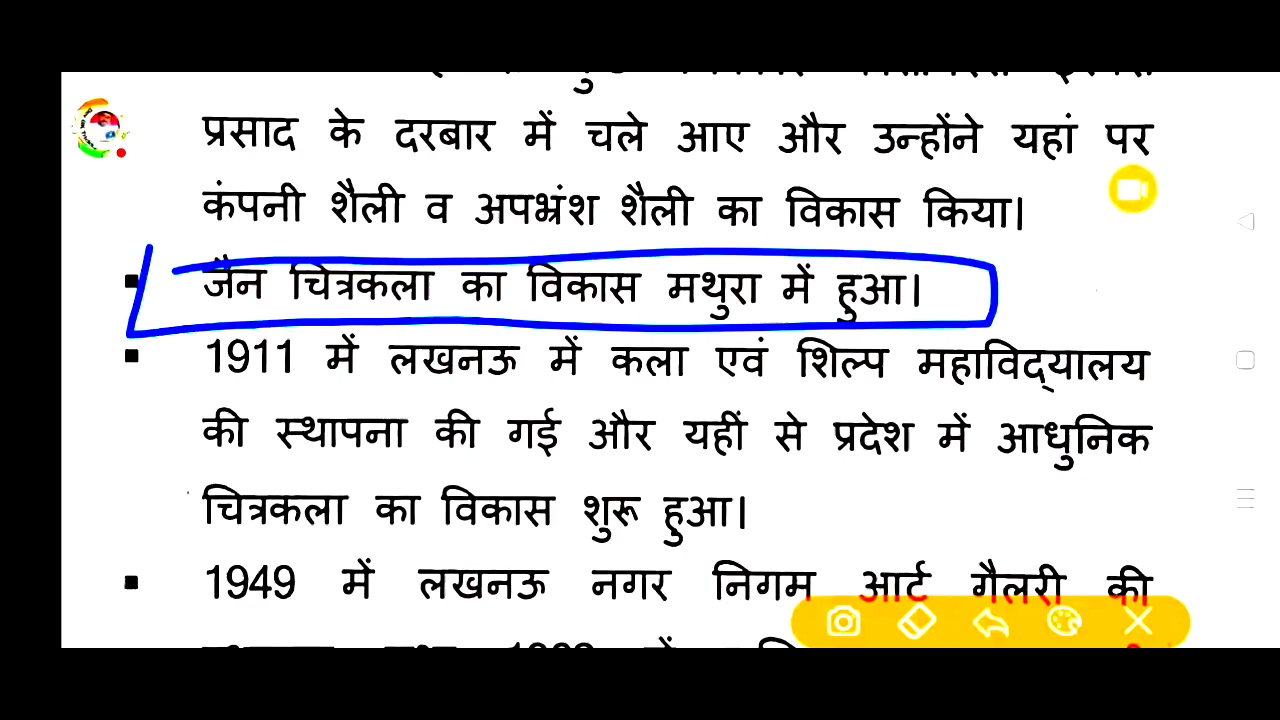 प्रसाद के दरबार में चले आए और उन्होंने यहां पर
कंपनी शैली व अपभ्रंश शैली का विकास किया।
▪ जैन चित्रकला का विकास मथुरा में हुआ।
▪ 1911 में लखनऊ में कला एवं शिल्प महाविद्यालय
की स्थापना की गई और यहीं से प्रदेश में आधुनिक
चित्रकला का विकास शुरू हुआ।
▪ 1949 में लखनऊ नगर निगम आर्ट गैलरी की